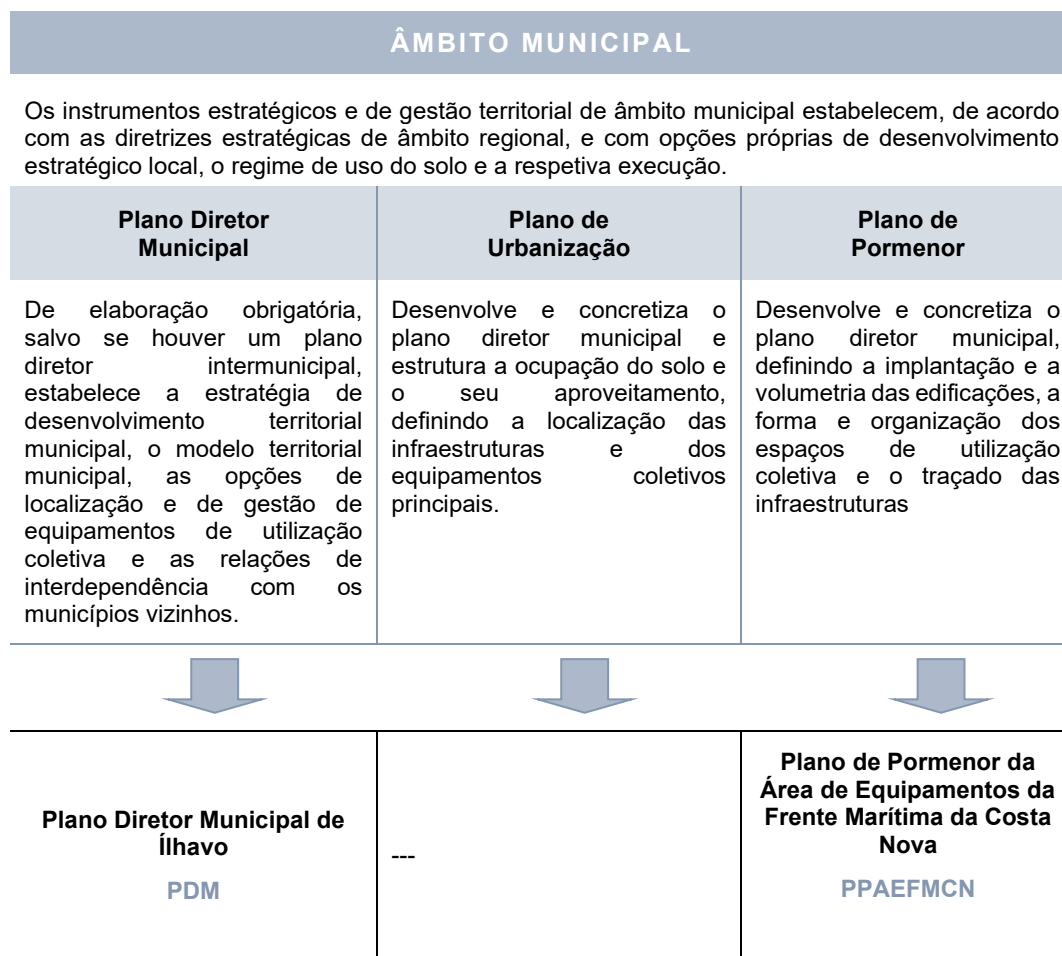 ÂMBITO MUNICIPAL
Os instrumentos estratégicos e de gestão territorial de âmbito municipal estabelecem, de acordo
com as diretrizes estratégicas de âmbito regional, e com opções próprias de desenvolvimento
estratégico local, o regime de uso do solo e a respetiva execução.
Plano Diretor
Municipal
Plano de
Urbanização
Plano de
Pormenor
De elaboração obrigatória,
salvo se houver um plano
diretor intermunicipal,
estabelece a estratégia de
desenvolvimento territorial
municipal, o modelo territorial
municipal, as opções de
localização e de gestão de
equipamentos de utilização
coletiva e as relações de
interdependência com os
municípios vizinhos.
Desenvolve e concretiza o
plano diretor municipal e
estrutura a ocupação do solo e
o seu aproveitamento,
definindo a localização das
infraestruturas e dos
equipamentos coletivos
principais.
Desenvolve e concretiza o
plano diretor municipal,
definindo a implantação e a
volumetria das edificações, a
forma e organização dos
espaços de utilização
coletiva e o traçado das
infraestruturas
Plano Diretor Municipal de
Ílhavo
PDM
---
Plano de Pormenor da
Área de Equipamentos da
Frente Marítima da Costa
Nova
PPAEFMCN